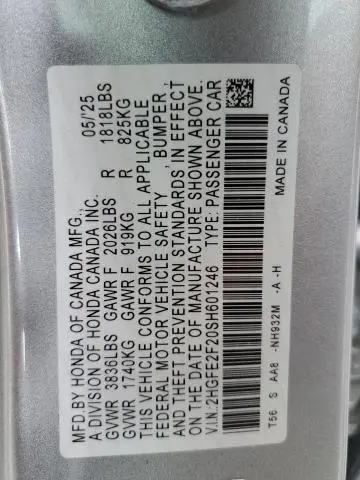 MFD BY HONDA OF CANADA MFG., 05/'25
A DIVISION OF HONDA CANADA INC.
GVWR 3836LBS GAWR F 2026LBS R 1818LBS
GVWR 1740KG GAWR F 919KG R 825KG
THIS VEHICLE CONFORMS TO ALL APPLICABLE
FEDERAL MOTOR VEHICLE SAFETY, BUMPER,
AND THEFT PREVENTION STANDARDS IN EFFECT
ON THE DATE OF MANUFACTURE SHOWN ABOVE.
V.I.N: 2HGFE2F20SH601246 TYPE: PASSENGER CAR
T56 S AA8 -NH932M -A -H MADE IN CANADA